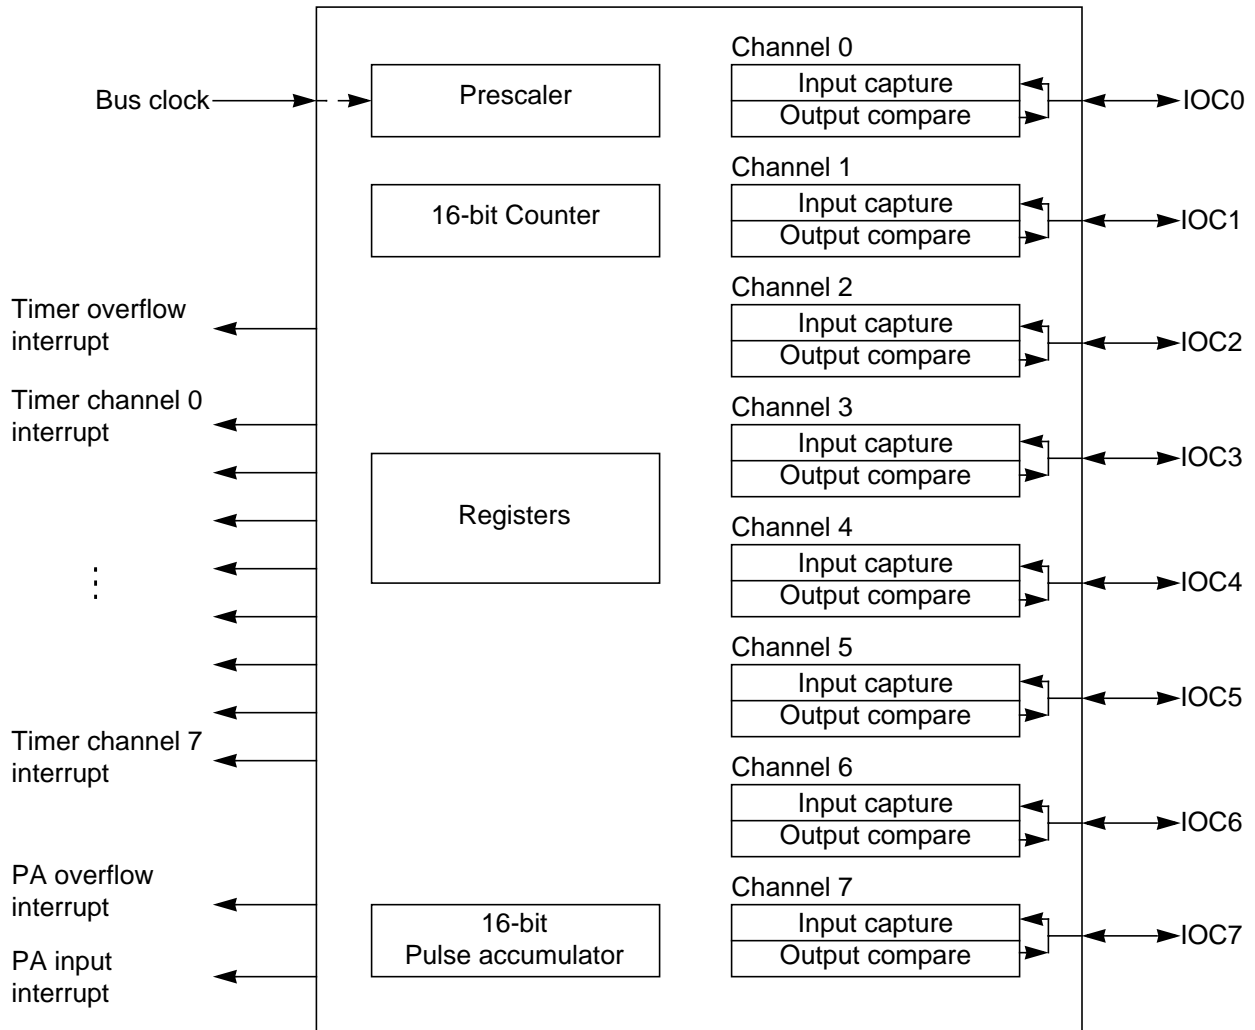 Channel 0
Bus clock
Prescaler
Input capture
Output compare
IOC0
Channel 1
16-bit Counter
Input capture
Output compare
IOC1
Timer overflow
interrupt
Channel 2
Input capture
Output compare
IOC2
Timer channel 0
interrupt
Channel 3
Input capture
Output compare
IOC3
Registers
Channel 4
Input capture
Output compare
IOC4
Channel 5
Input capture
Output compare
IOC5
Timer channel 7
interrupt
Channel 6
Input capture
Output compare
IOC6
PA overflow
interrupt
PA input
interrupt
16-bit
Pulse accumulator
Channel 7
Input capture
Output compare
IOC7